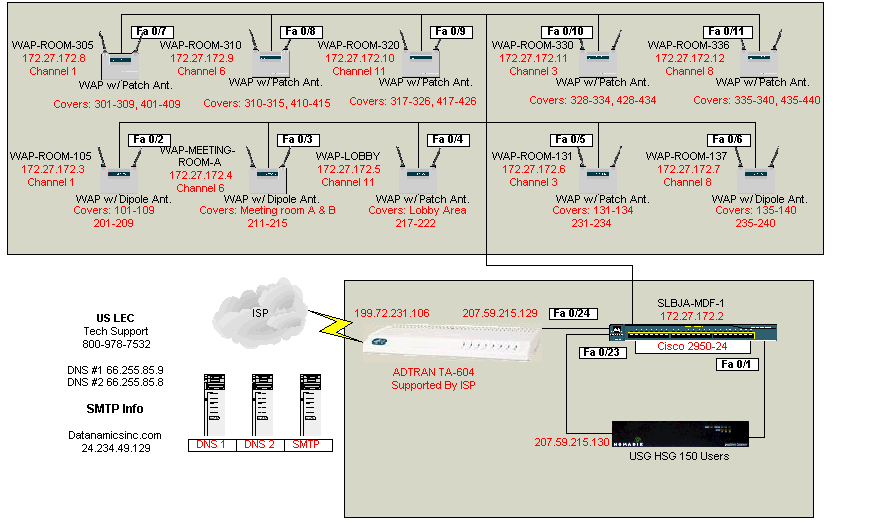 Fa 0/7
Fa 0/8
Fa 0/9
Fa 0/10
Fa 0/11
WAP-ROOM-305
172.27.172.8
Channel 1
WAP w/ Patch Ant.
Covers: 301-309, 401-409
WAP-ROOM-310
172.27.172.9
Channel 6
WAP w/ Patch Ant.
Covers: 310-315, 410-415
WAP-ROOM-320
172.27.172.10
Channel 11
WAP w/ Patch Ant.
Covers: 317-326, 417-426
WAP-ROOM-330
172.27.172.11
Channel 3
WAP w/ Patch Ant.
Covers: 328-334, 428-434
WAP-ROOM-336
172.27.172.12
Channel 8
WAP w/ Patch Ant.
Covers: 335-340, 435-440
Fa 0/2
Fa 0/3
Fa 0/4
Fa 0/5
Fa 0/6
WAP-ROOM-105
172.27.172.3
Channel 1
WAP w/ Dipole Ant.
Covers: 101-109
201-209
WAP-MEETING-
ROOM-A
172.27.172.4
Channel 6
WAP w/ Dipole Ant.
Covers: Meeting room A & B
211-215
WAP-LOBBY
172.27.172.5
Channel 11
WAP w/ Patch Ant.
Covers: Lobby Area
217-222
WAP-ROOM-131
172.27.172.6
Channel 3
WAP w/ Patch Ant.
Covers: 131-134
231-234
WAP-ROOM-137
172.27.172.7
Channel 8
WAP w/ Dipole Ant.
Covers: 135-140
235-240
US LEC
Tech Support
800-978-7532
DNS #1 66.255.85.9
DNS #2 66.255.85.8
SMTP Info
Datanamicsinc.com
24.234.49.129
ISP
DNS 1
DNS 2
SMTP
199.72.231.106
207.59.215.129
Fa 0/24
ADTRAN TA-604
Supported By ISP
SLBJA-MDF-1
172.27.172.2
Cisco 2950-24
Fa 0/23
Fa 0/1
207.59.215.130
NOMADIX
USG HSG 150 Users